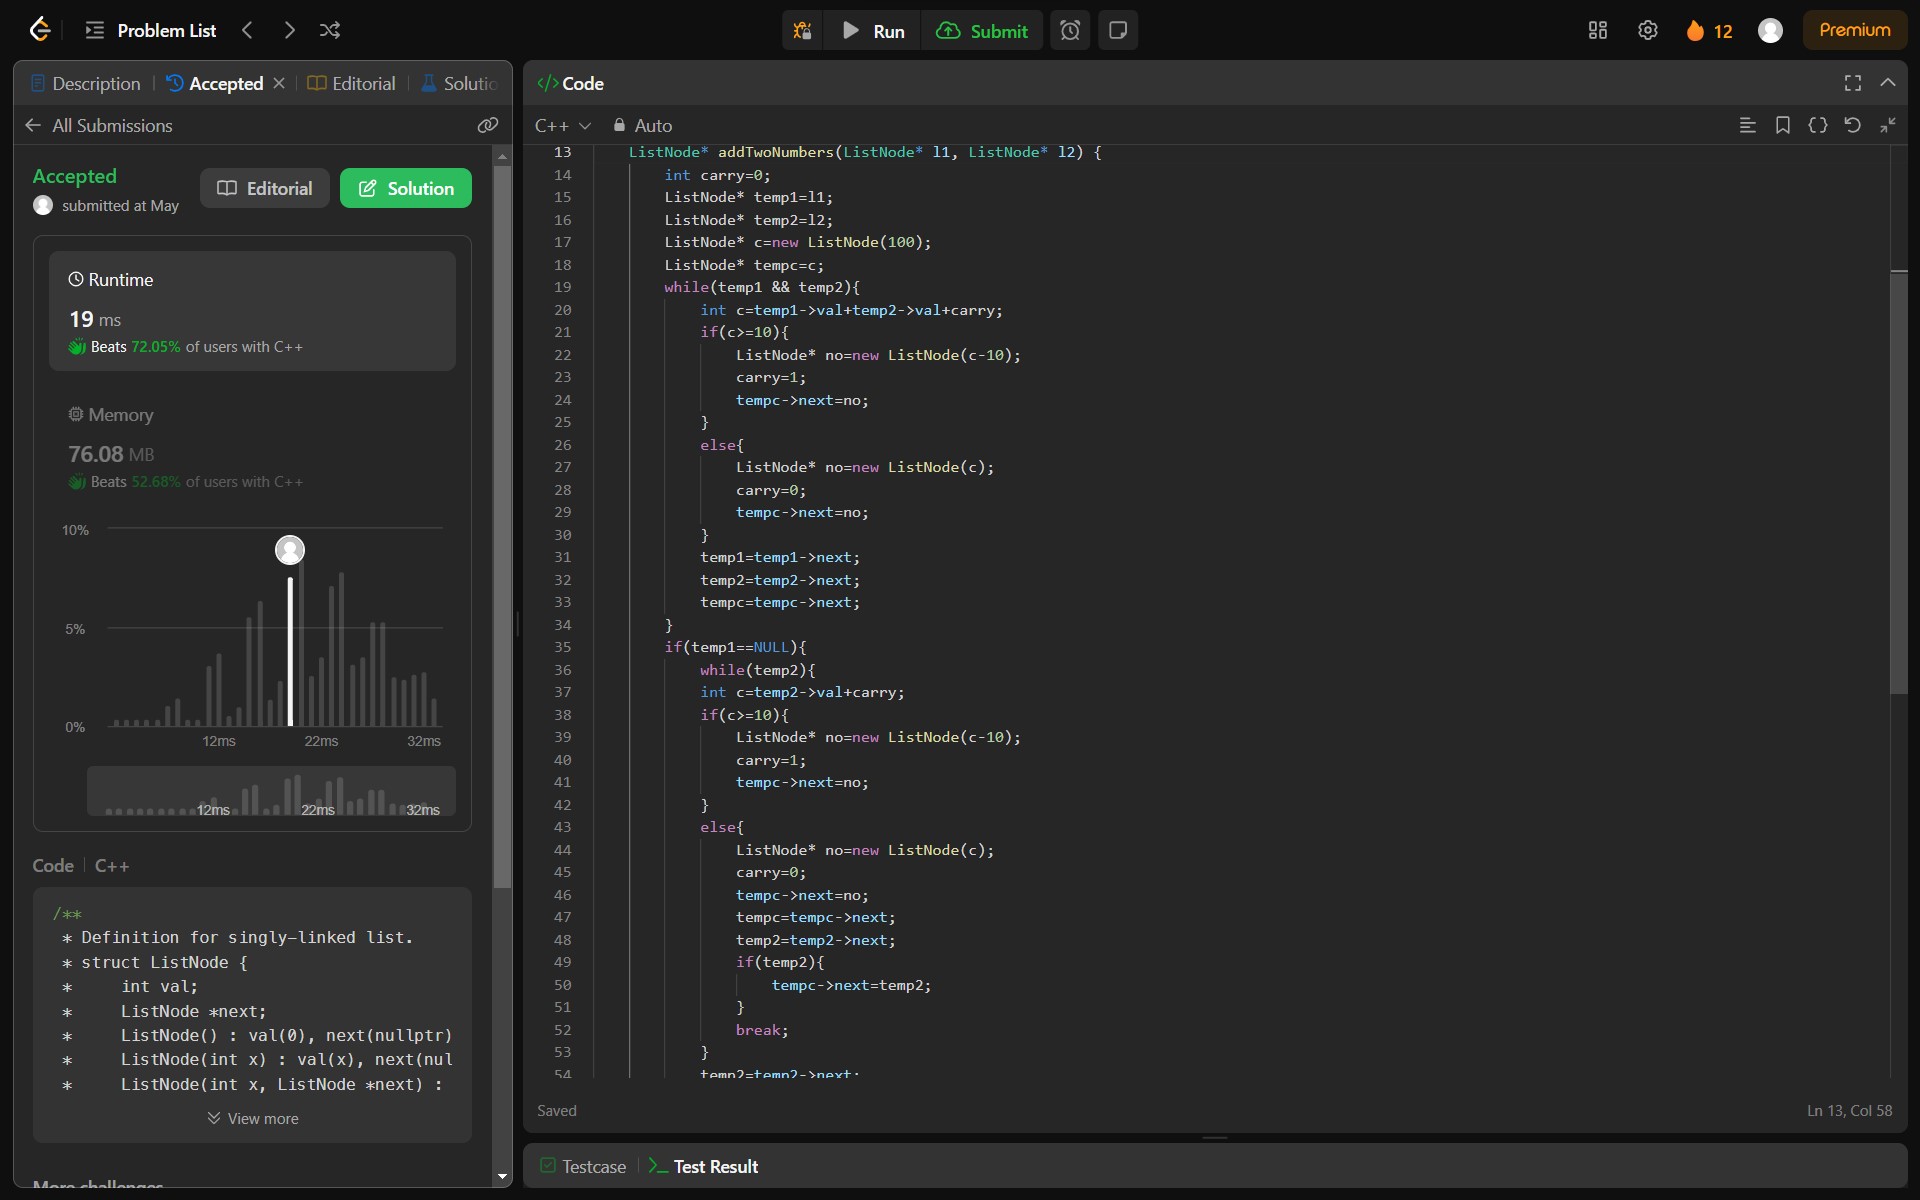 Problem List
Run
Submit
12
Premium
Description
Accepted
Editorial
Solutio
All Submissions
Accepted
submitted at May
Editorial
Solution
Runtime
19 ms
Beats 72.05% of users with C++
Memory
76.08 MB
Beats 52.68% of users with C++
10%
5%
0%
12ms 22ms 32ms
12ms 22ms 32ms
Code | C++
/**
* Definition for singly-linked list.
* struct ListNode {
*     int val;
*     ListNode *next;
*     ListNode() : val(0), next(nullptr)
*     ListNode(int x) : val(x), next(nul
*     ListNode(int x, ListNode *next) :
View more
More challenges
</> Code
C++ Auto
13 ListNode* addTwoNumbers(ListNode* l1, ListNode* l2) {
14     int carry=0;
15     ListNode* temp1=l1;
16     ListNode* temp2=l2;
17     ListNode* c=new ListNode(100);
18     ListNode* tempc=c;
19     while(temp1 && temp2){
20         int c=temp1->val+temp2->val+carry;
21         if(c>=10){
22             ListNode* no=new ListNode(c-10);
23             carry=1;
24             tempc->next=no;
25         }
26         else{
27             ListNode* no=new ListNode(c);
28             carry=0;
29             tempc->next=no;
30         }
31         temp1=temp1->next;
32         temp2=temp2->next;
33         tempc=tempc->next;
34     }
35     if(temp1==NULL){
36         while(temp2){
37         int c=temp2->val+carry;
38         if(c>=10){
39             ListNode* no=new ListNode(c-10);
40             carry=1;
41             tempc->next=no;
42         }
43         else{
44             ListNode* no=new ListNode(c);
45             carry=0;
46             tempc->next=no;
47             tempc=tempc->next;
48             temp2=temp2->next;
49             if(temp2){
50                 tempc->next=temp2;
51             }
52             break;
53         }
54         temp2=temp2->next;
Saved
Ln 13, Col 58
Testcase
Test Result